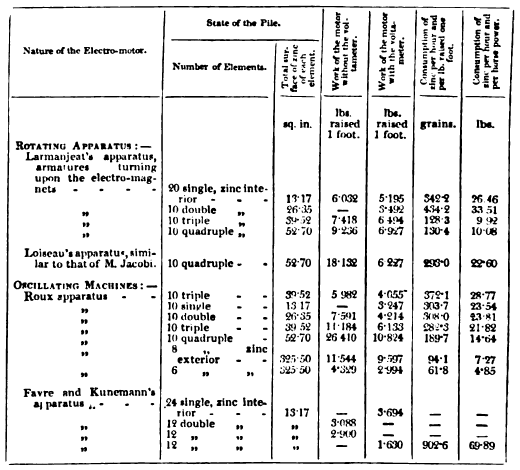 Nature of the Electro-motor.
State of the Pile.
Number of Elements.
Total surface of zinc of each element.
Work of the motor without the voltameter.
Work of the motor with the voltameter.
Consumption of zinc per hour and per lb. raised one foot.
Consumption of zinc per hour and per horse power.
sq. in. lbs. raised 1 foot. lbs. raised 1 foot. grains. lbs.
ROTATING APPARATUS :—
Larmanjeat's apparatus,
armatures turning
upon the electro-mag-
nets - - - 20 single, zinc inte-
rior - - - 13·17 6·032 5·195 342·2 26·46
„ 10 double „ 26·35 — 3·492 434·2 33·51
„ 10 triple „ 39·52 7·418 6·494 128·3 9·92
„ 10 quadruple „ 52·70 9·236 6·927 130·4 10·08
Loiseau's apparatus, simi-
lar to that of M. Jacobi. 10 quadruple - - 52·70 18·132 6·227 293·0 22·60
OSCILLATING MACHINES :—
Roux apparatus - - 10 triple - - 39·52 5·982 4·055 372·1 28·77
„ 10 single - - 13·17 — 3·247 303·7 23·54
„ 10 double - - 26·35 7·591 4·214 308·0 23·81
„ 10 triple - - 39·52 11·184 6·133 282·3 21·82
„ 10 quadruple - - 52·70 26·410 10·824 189·7 14·64
„ 8 „ zinc
exterior - - 325·50 11·544 9·597 94·1 7·27
„ 6 „ „ 325·50 4·329 2·994 61·8 4·85
Favre and Kunemann's
apparatus - - 24 single, zinc inte-
rior - - - 13·17 — 3·694 — —
„ 12 double „ 3·088 — — —
„ 12 „ „ 2·900 — — —
„ 12 „ „ — 1·630 902·6 69·89